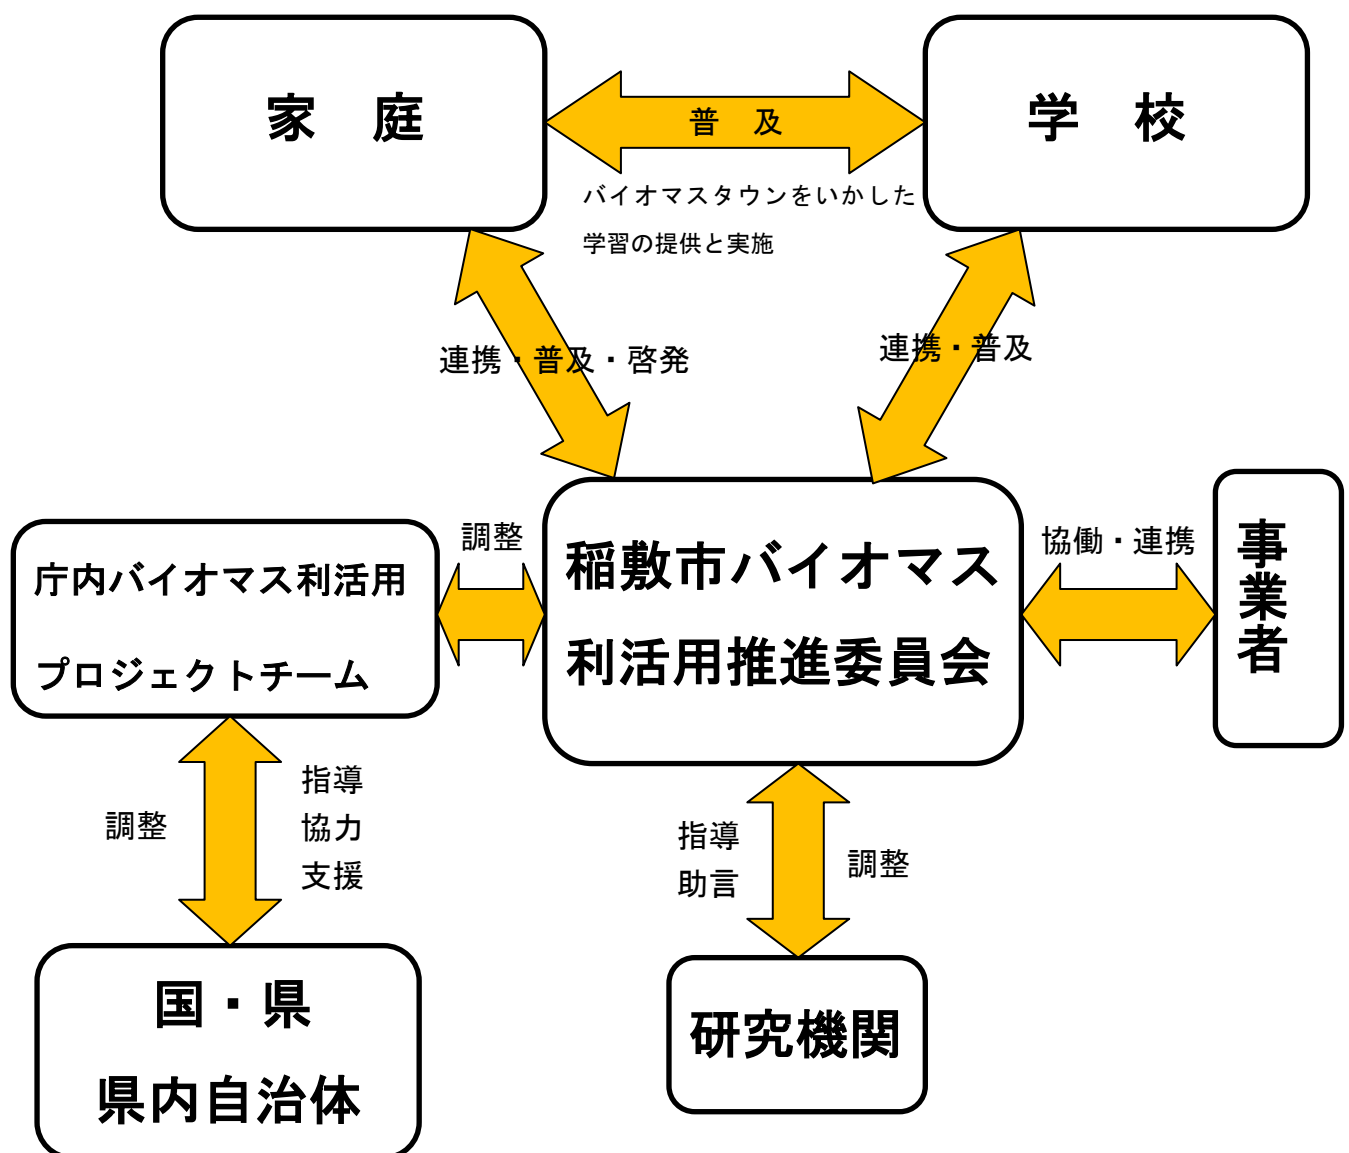 家　庭
普　及
学　校
バイオマスタウンをいかした
学習の提供と実施
連携・普及・啓発
連携・普及
調整
協働・連携
庁内バイオマス利活用
プロジェクトチーム
稲敷市バイオマス
利活用推進委員会
事業者
調整
指導
協力
支援
指導
助言
調整
国・県
県内自治体
研究機関